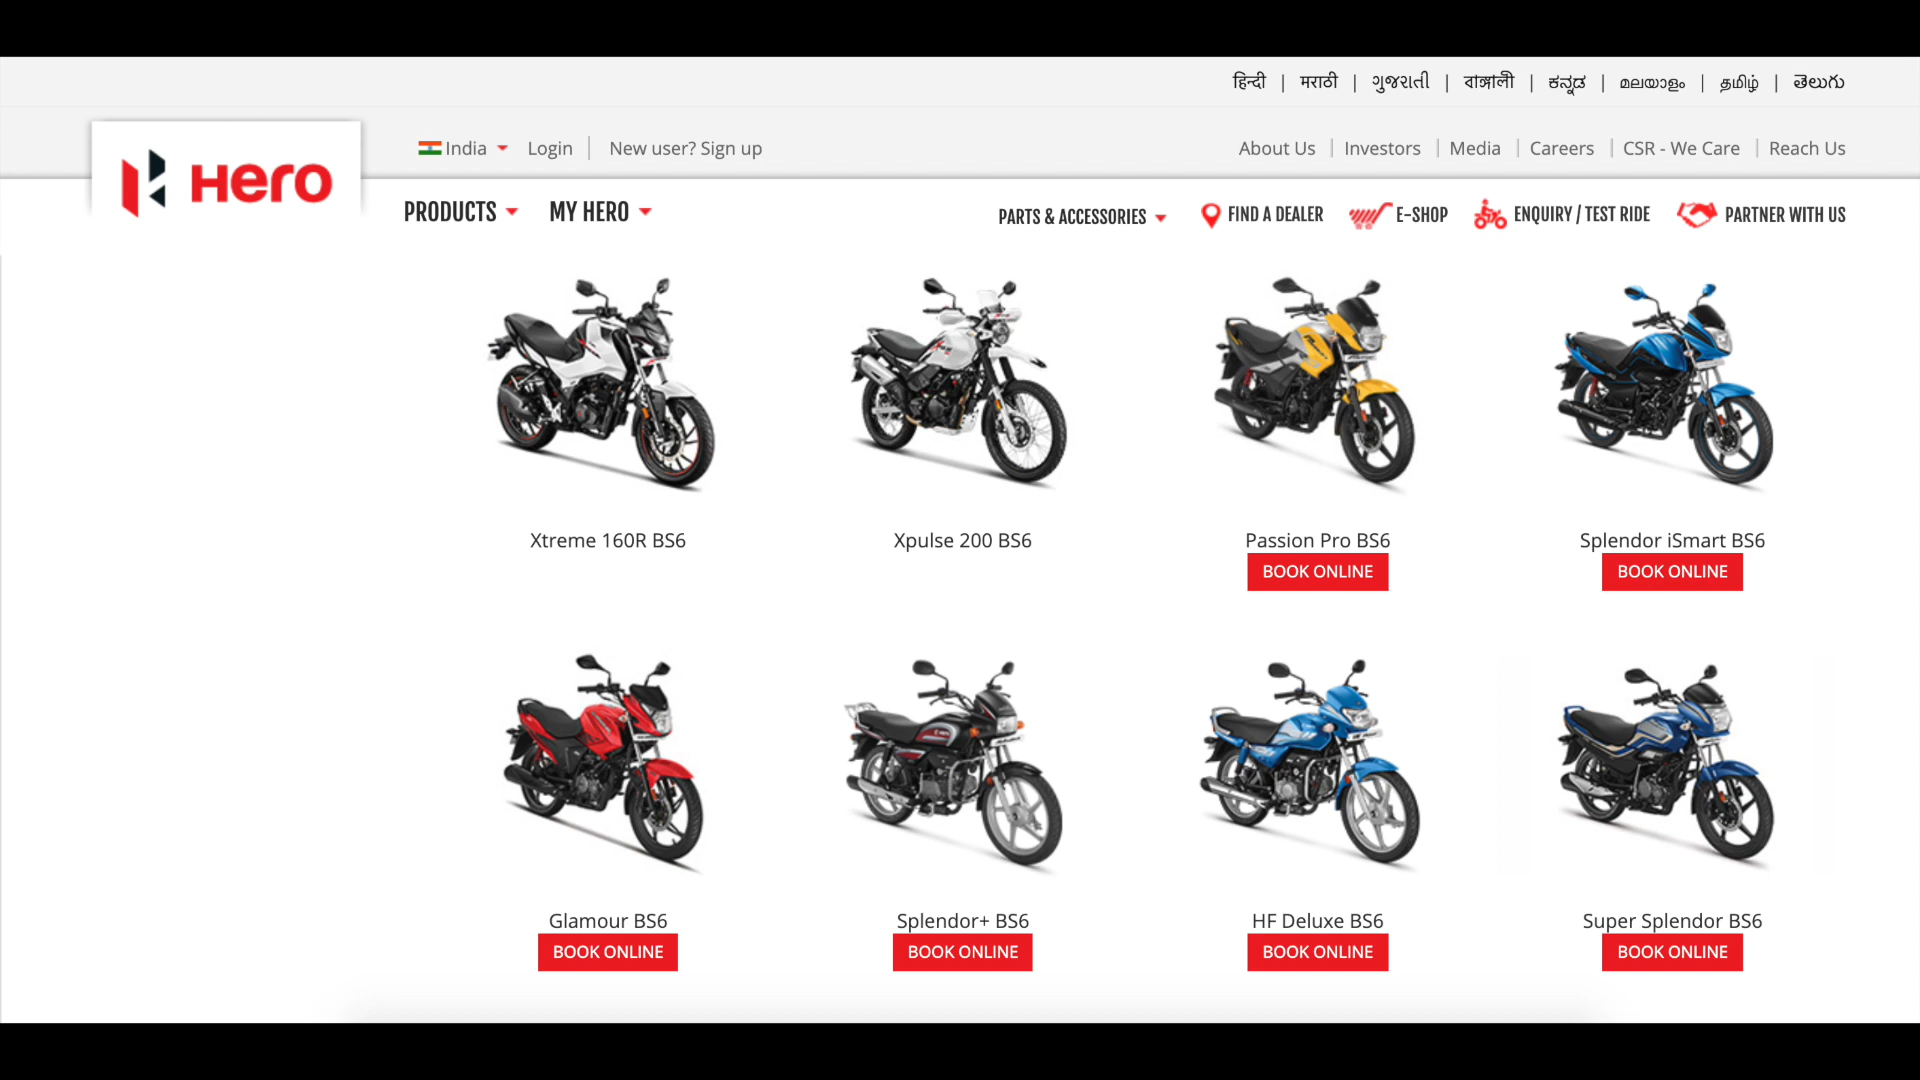 हिन्दी | मराठी | ગુજરાતી | বাঙ্গালী | ಕನ್ನಡ | മലയാളം | தமிழ் | తెలుగు
India Login New user? Sign up About Us Investors Media Careers CSR - We Care Reach Us
Hero
PRODUCTS MY HERO PARTS & ACCESSORIES FIND A DEALER E-SHOP ENQUIRY / TEST RIDE PARTNER WITH US
Xtreme 160R BS6 Xpulse 200 BS6 Passion Pro BS6 Splendor iSmart BS6
BOOK ONLINE BOOK ONLINE
Glamour BS6 Splendor+ BS6 HF Deluxe BS6 Super Splendor BS6
BOOK ONLINE BOOK ONLINE BOOK ONLINE BOOK ONLINE